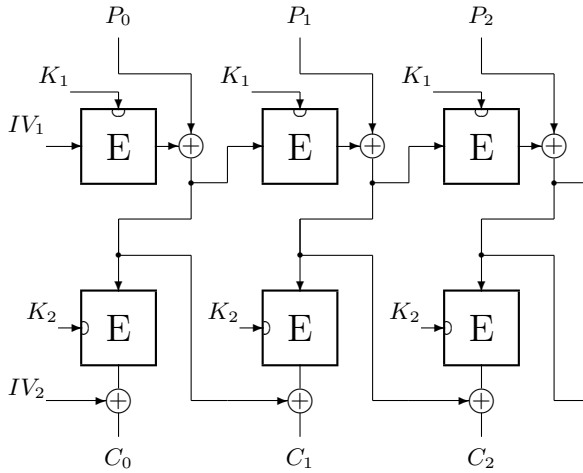 P₀ P₁ P₂
K₁ K₁ K₁
IV₁ E E E
K₂ E K₂ E K₂ E
IV₂
C₀ C₁ C₂